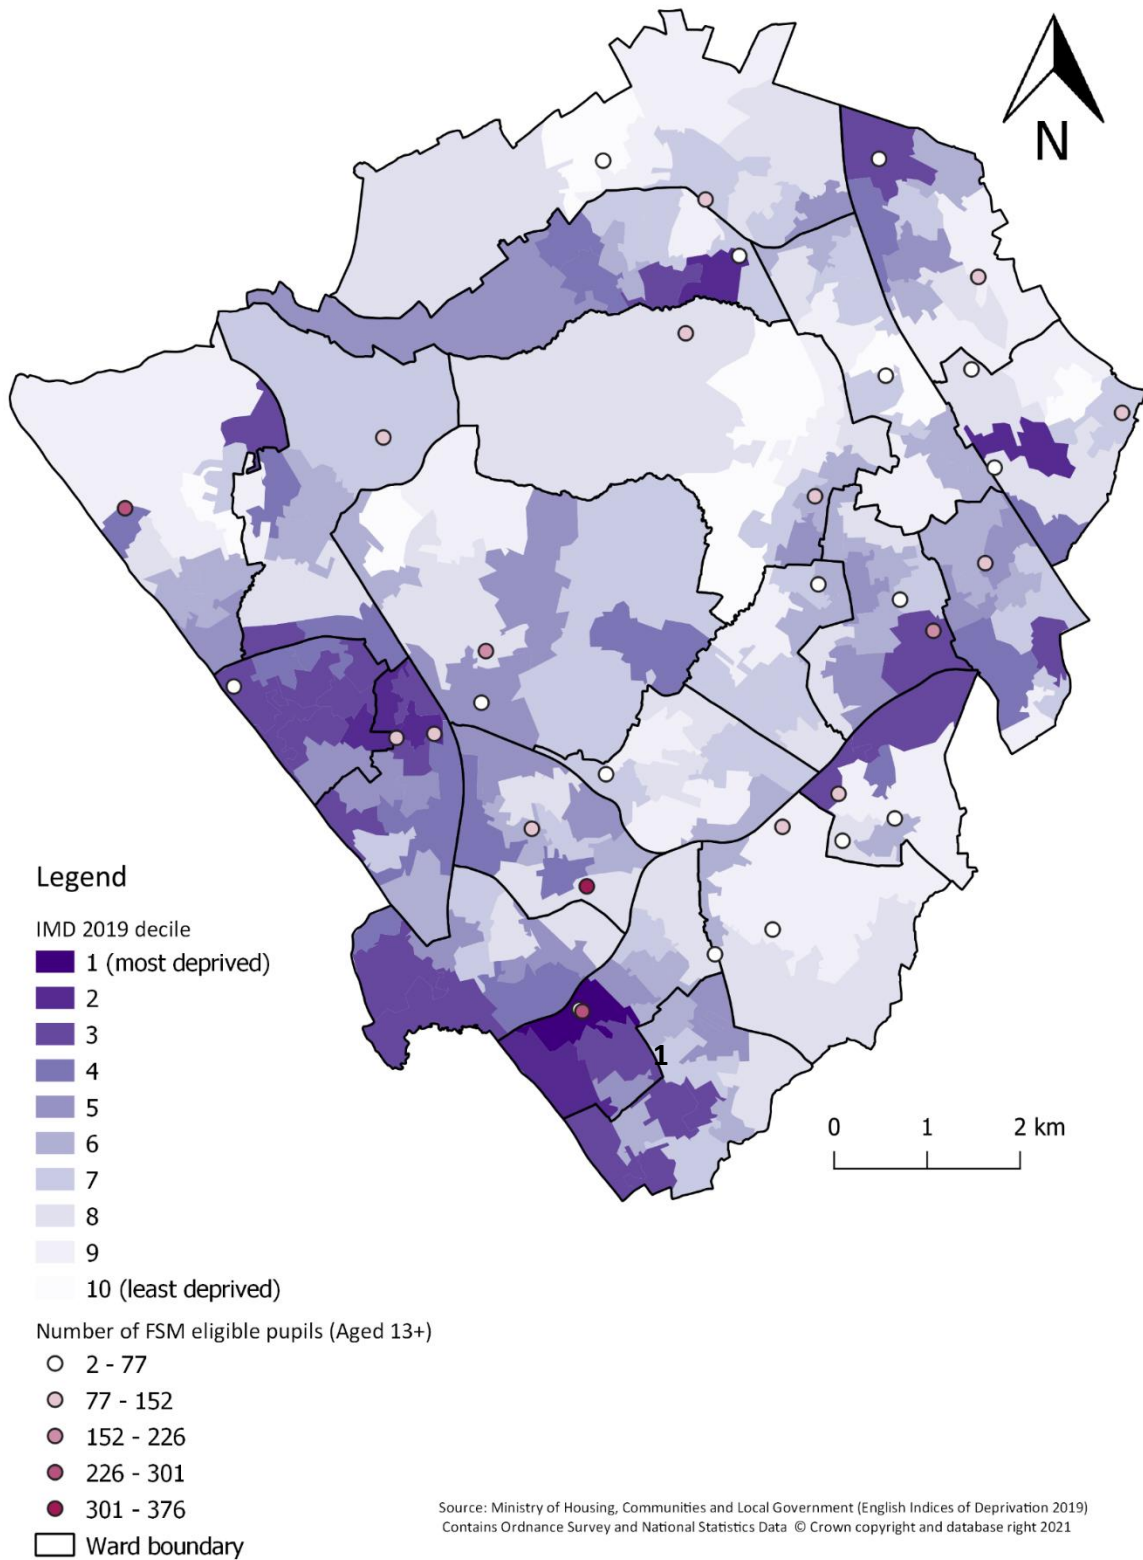 N
1
0 1 2 km
Legend
IMD 2019 decile
1 (most deprived)
2
3
4
5
6
7
8
9
10 (least deprived)
Number of FSM eligible pupils (Aged 13+)
2 - 77
77 - 152
152 - 226
226 - 301
301 - 376
Ward boundary
Source: Ministry of Housing, Communities and Local Government (English Indices of Deprivation 2019)
Contains Ordnance Survey and National Statistics Data © Crown copyright and database right 2021